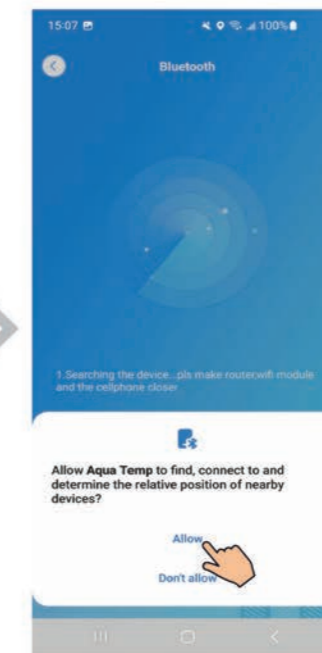 15:07
100%
Bluetooth
1.Searching the device...pls make router,wifi module
and the cellphone closer
Allow Aqua Temp to find, connect to and
determine the relative position of nearby
devices?
Allow
Don't allow